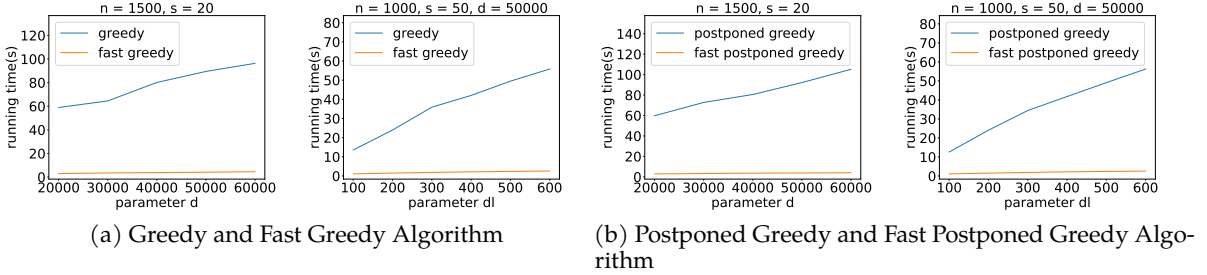 n = 1500, s = 20
greedy
fast greedy
running time(s)
120
100
80
60
40
20
0
20000 30000 40000 50000 60000
parameter d
n = 1000, s = 50, d = 50000
greedy
fast greedy
running time(s)
80
70
60
50
40
30
20
10
0
100 200 300 400 500 600
parameter dl
(a) Greedy and Fast Greedy Algorithm
n = 1500, s = 20
postponed greedy
fast postponed greedy
running time(s)
140
120
100
80
60
40
20
0
20000 30000 40000 50000 60000
parameter d
n = 1000, s = 50, d = 50000
postponed greedy
fast postponed greedy
running time(s)
80
70
60
50
40
30
20
10
0
100 200 300 400 500 600
parameter dl
(b) Postponed Greedy and Fast Postponed Greedy Algo-
rithm